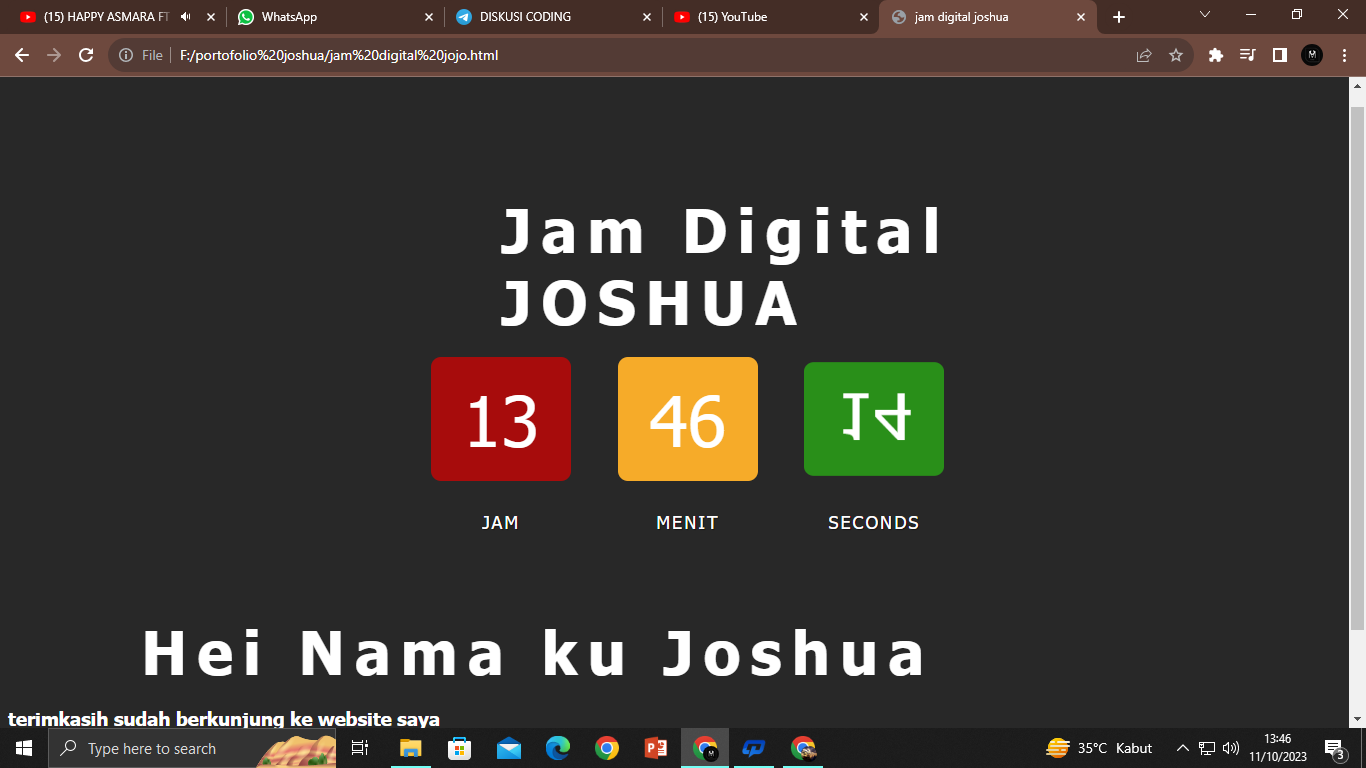 (15) HAPPY ASMARA FT
WhatsApp
DISKUSI CODING
(15) YouTube
jam digital joshua
File
F:/portofolio%20joshua/jam%20digital%20jojo.html
Jam Digital
JOSHUA
13
46
14
JAM
MENIT
SECONDS
Hei Nama ku Joshua
terimkasih sudah berkunjung ke website saya
Type here to search
35°C Kabut
13:46
11/10/2023
3